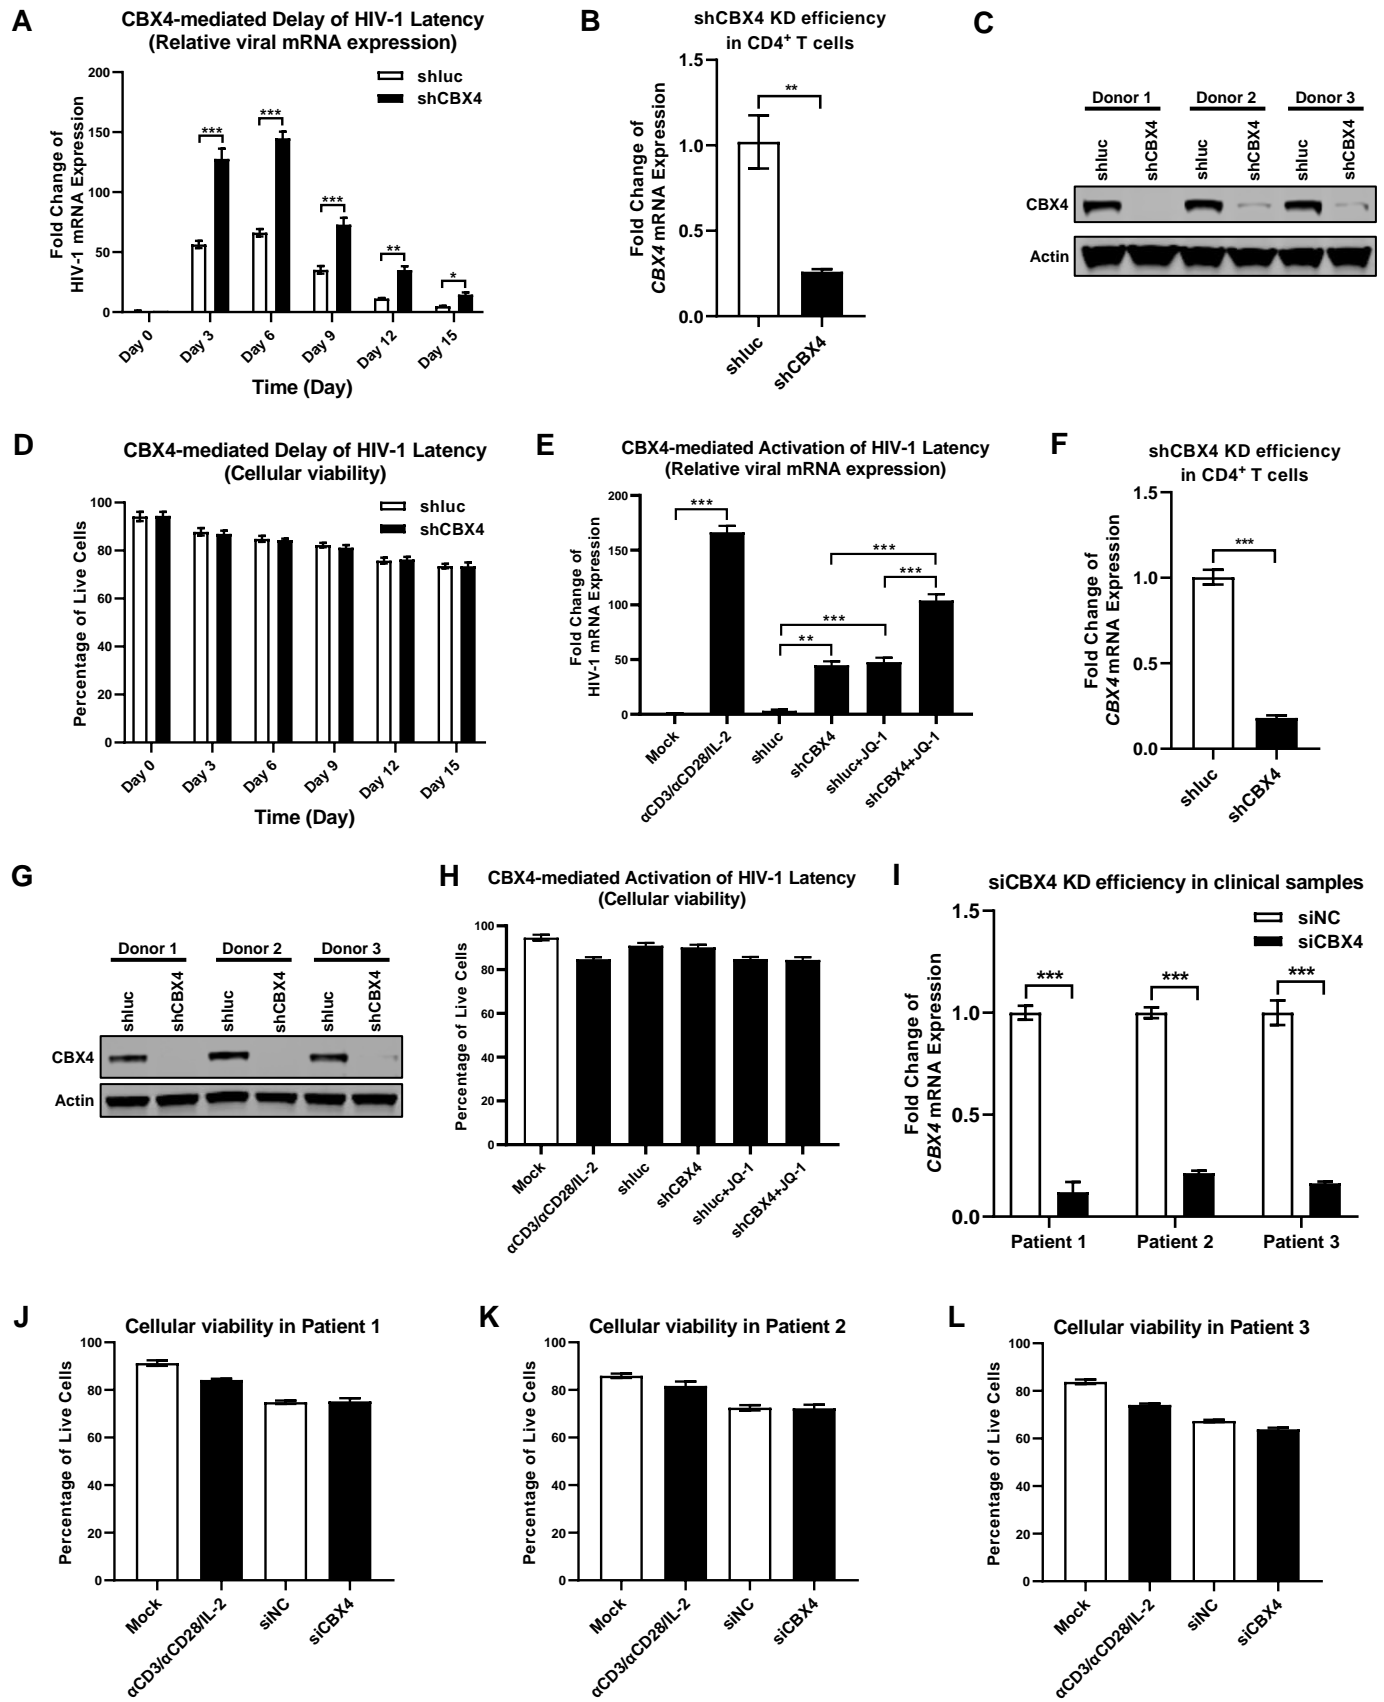 A
CBX4-mediated Delay of HIV-1 Latency
(Relative viral mRNA expression)
Fold Change of
HIV-1 mRNA Expression
200
150
100
50
0
shluc
shCBX4
***
***
***
**
*
Day 0
Day 3
Day 6
Day 9
Day 12
Day 15
Time (Day)
B
shCBX4 KD efficiency
in CD4+ T cells
Fold Change of
CBX4 mRNA Expression
1.5
1.0
0.5
0.0
**
shluc
shCBX4
C
Donor 1
Donor 2
Donor 3
shluc
shCBX4
shluc
shCBX4
shluc
shCBX4
CBX4
Actin
D
CBX4-mediated Delay of HIV-1 Latency
(Cellular viability)
Percentage of Live Cells
100
80
60
40
20
0
shluc
shCBX4
Day 0
Day 3
Day 6
Day 9
Day 12
Day 15
Time (Day)
E
CBX4-mediated Activation of HIV-1 Latency
(Relative viral mRNA expression)
Fold Change of
HIV-1 mRNA Expression
200
150
100
50
0
***
**
***
***
***
Mock
αCD3/αCD28/IL-2
shluc
shCBX4
shluc+JQ-1
shCBX4+JQ-1
F
shCBX4 KD efficiency
in CD4+ T cells
Fold Change of
CBX4 mRNA Expression
1.5
1.0
0.5
0.0
***
shluc
shCBX4
G
Donor 1
Donor 2
Donor 3
shluc
shCBX4
shluc
shCBX4
shluc
shCBX4
CBX4
Actin
H
CBX4-mediated Activation of HIV-1 Latency
(Cellular viability)
Percentage of Live Cells
100
80
60
40
20
0
Mock
αCD3/αCD28/IL-2
shluc
shCBX4
shluc+JQ-1
shCBX4+JQ-1
I
siCBX4 KD efficiency in clinical samples
Fold Change of
CBX4 mRNA Expression
1.5
1.0
0.5
0.0
siNC
siCBX4
***
***
***
Patient 1
Patient 2
Patient 3
J
Cellular viability in Patient 1
Percentage of Live Cells
100
80
60
40
20
0
Mock
αCD3/αCD28/IL-2
siNC
siCBX4
K
Cellular viability in Patient 2
Percentage of Live Cells
100
80
60
40
20
0
Mock
αCD3/αCD28/IL-2
siNC
siCBX4
L
Cellular viability in Patient 3
Percentage of Live Cells
100
80
60
40
20
0
Mock
αCD3/αCD28/IL-2
siNC
siCBX4